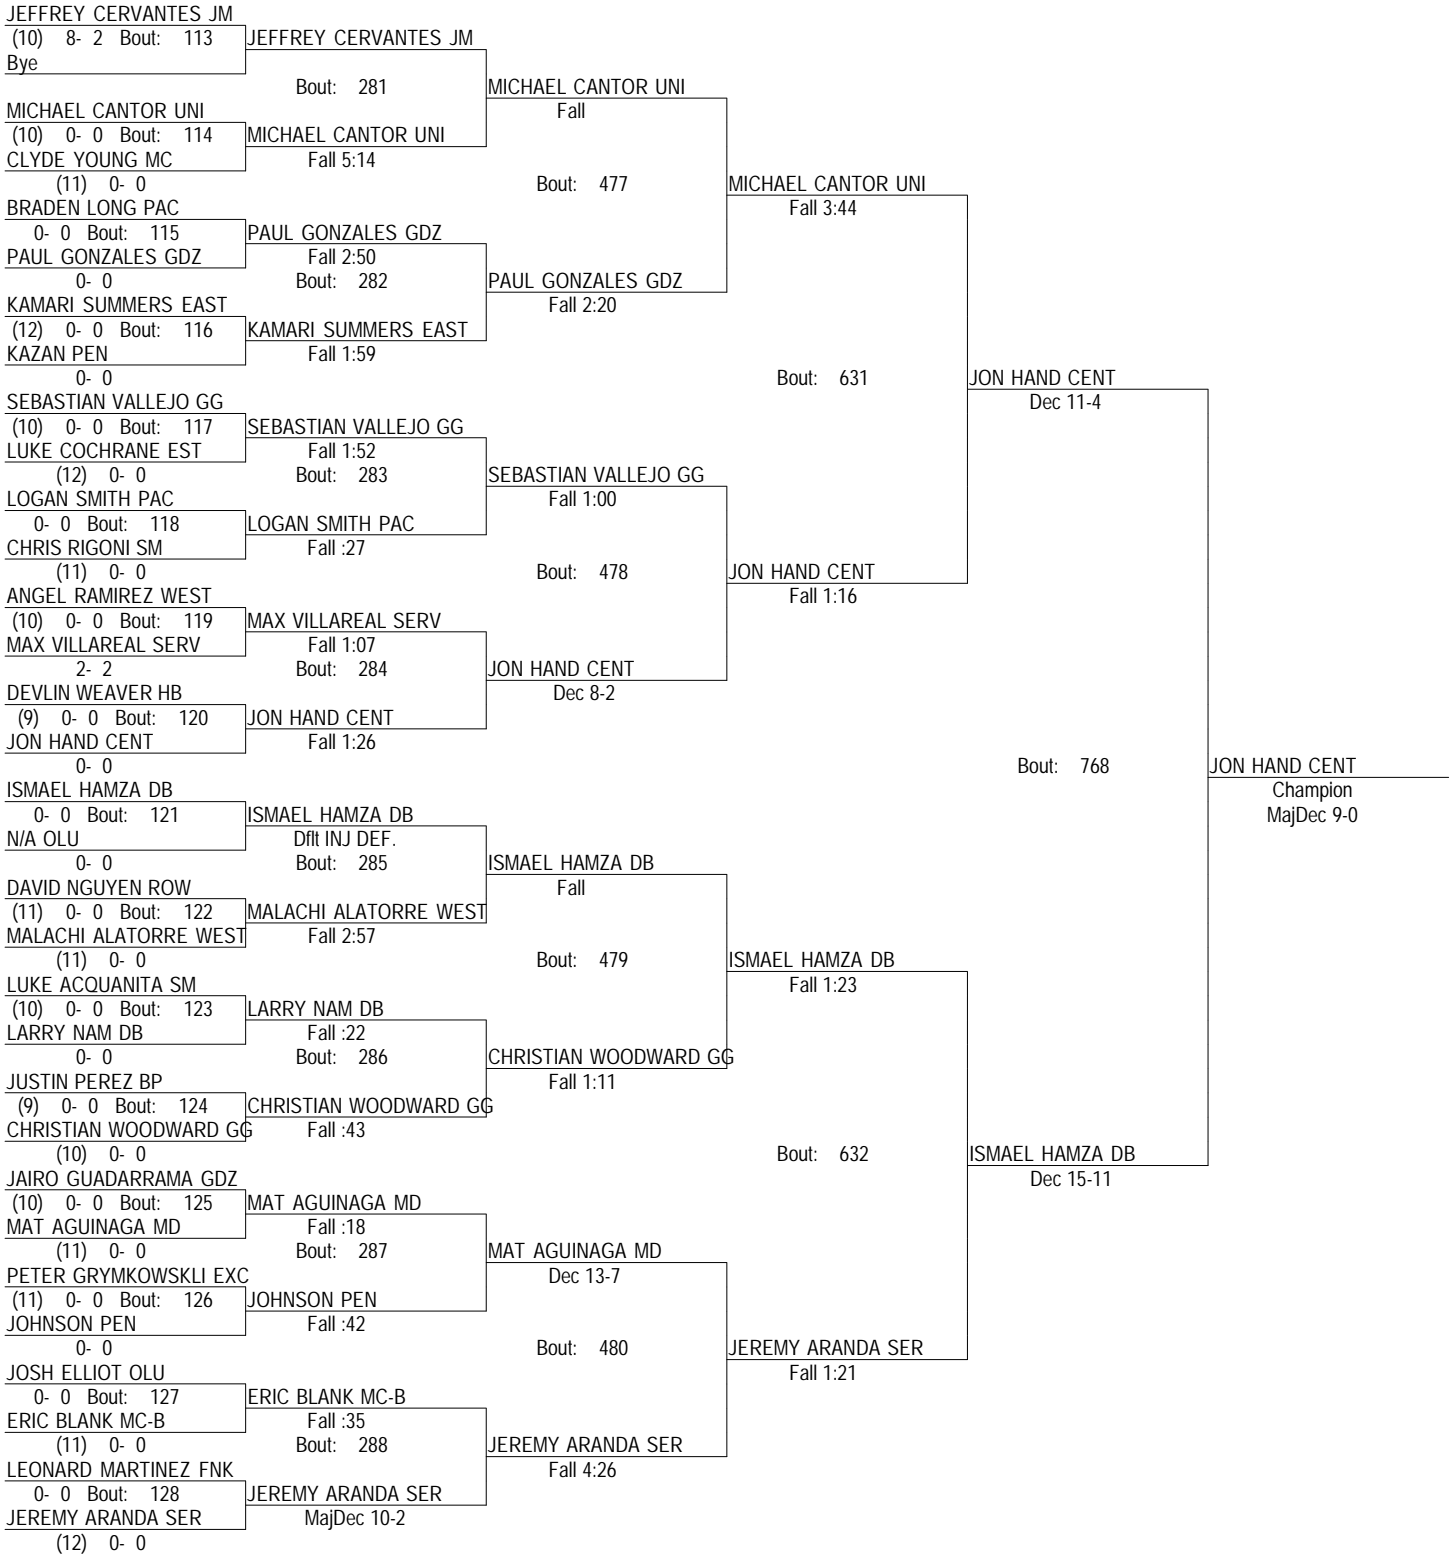 JEFFREY CERVANTES JM
(10) 8- 2 Bout: 113 JEFFREY CERVANTES JM
Bye
Bout: 281 MICHAEL CANTOR UNI
MICHAEL CANTOR UNI Fall
(10) 0- 0 Bout: 114 MICHAEL CANTOR UNI
CLYDE YOUNG MC Fall 5:14
(11) 0- 0 Bout: 477 MICHAEL CANTOR UNI
BRADEN LONG PAC Fall 3:44
0- 0 Bout: 115 PAUL GONZALES GDZ
PAUL GONZALES GDZ Fall 2:50
0- 0 Bout: 282 PAUL GONZALES GDZ
KAMARI SUMMERS EAST Fall 2:20
(12) 0- 0 Bout: 116 KAMARI SUMMERS EAST
KAZAN PEN Fall 1:59
0- 0 Bout: 631 JON HAND CENT
SEBASTIAN VALLEJO GG Dec 11-4
(10) 0- 0 Bout: 117 SEBASTIAN VALLEJO GG
LUKE COCHRANE EST Fall 1:52
(12) 0- 0 Bout: 283 SEBASTIAN VALLEJO GG
LOGAN SMITH PAC Fall 1:00
0- 0 Bout: 118 LOGAN SMITH PAC
CHRIS RIGONI SM Fall :27
(11) 0- 0 Bout: 478 JON HAND CENT
ANGEL RAMIREZ WEST Fall 1:16
(10) 0- 0 Bout: 119 MAX VILLAREAL SERV
MAX VILLAREAL SERV Fall 1:07
2- 2 Bout: 284 JON HAND CENT
DEVLIN WEAVER HB Dec 8-2
(9) 0- 0 Bout: 120 JON HAND CENT
JON HAND CENT Fall 1:26
0- 0 Bout: 768 JON HAND CENT
ISMAEL HAMZA DB Champion
0- 0 Bout: 121 ISMAEL HAMZA DB MajDec 9-0
N/A OLU Dflt INJ DEF.
0- 0 Bout: 285 ISMAEL HAMZA DB
DAVID NGUYEN ROW Fall
(11) 0- 0 Bout: 122 MALACHI ALATORRE WEST
MALACHI ALATORRE WEST Fall 2:57
(11) 0- 0 Bout: 479 ISMAEL HAMZA DB
LUKE ACQUANITA SM Fall 1:23
(10) 0- 0 Bout: 123 LARRY NAM DB
LARRY NAM DB Fall :22
0- 0 Bout: 286 CHRISTIAN WOODWARD GG
JUSTIN PEREZ BP Fall 1:11
(9) 0- 0 Bout: 124 CHRISTIAN WOODWARD GG
CHRISTIAN WOODWARD GG Fall :43
(10) 0- 0 Bout: 632 ISMAEL HAMZA DB
JAIRO GUADARRAMA GDZ Dec 15-11
(10) 0- 0 Bout: 125 MAT AGUINAGA MD
MAT AGUINAGA MD Fall :18
(11) 0- 0 Bout: 287 MAT AGUINAGA MD
PETER GRYMKOWSKLI EXC Dec 13-7
(11) 0- 0 Bout: 126 JOHNSON PEN
JOHNSON PEN Fall :42
0- 0 Bout: 480 JEREMY ARANDA SER
JOSH ELLIOT OLU Fall 1:21
0- 0 Bout: 127 ERIC BLANK MC-B
ERIC BLANK MC-B Fall :35
(11) 0- 0 Bout: 288 JEREMY ARANDA SER
LEONARD MARTINEZ FNK Fall 4:26
0- 0 Bout: 128 JEREMY ARANDA SER
JEREMY ARANDA SER MajDec 10-2
(12) 0- 0